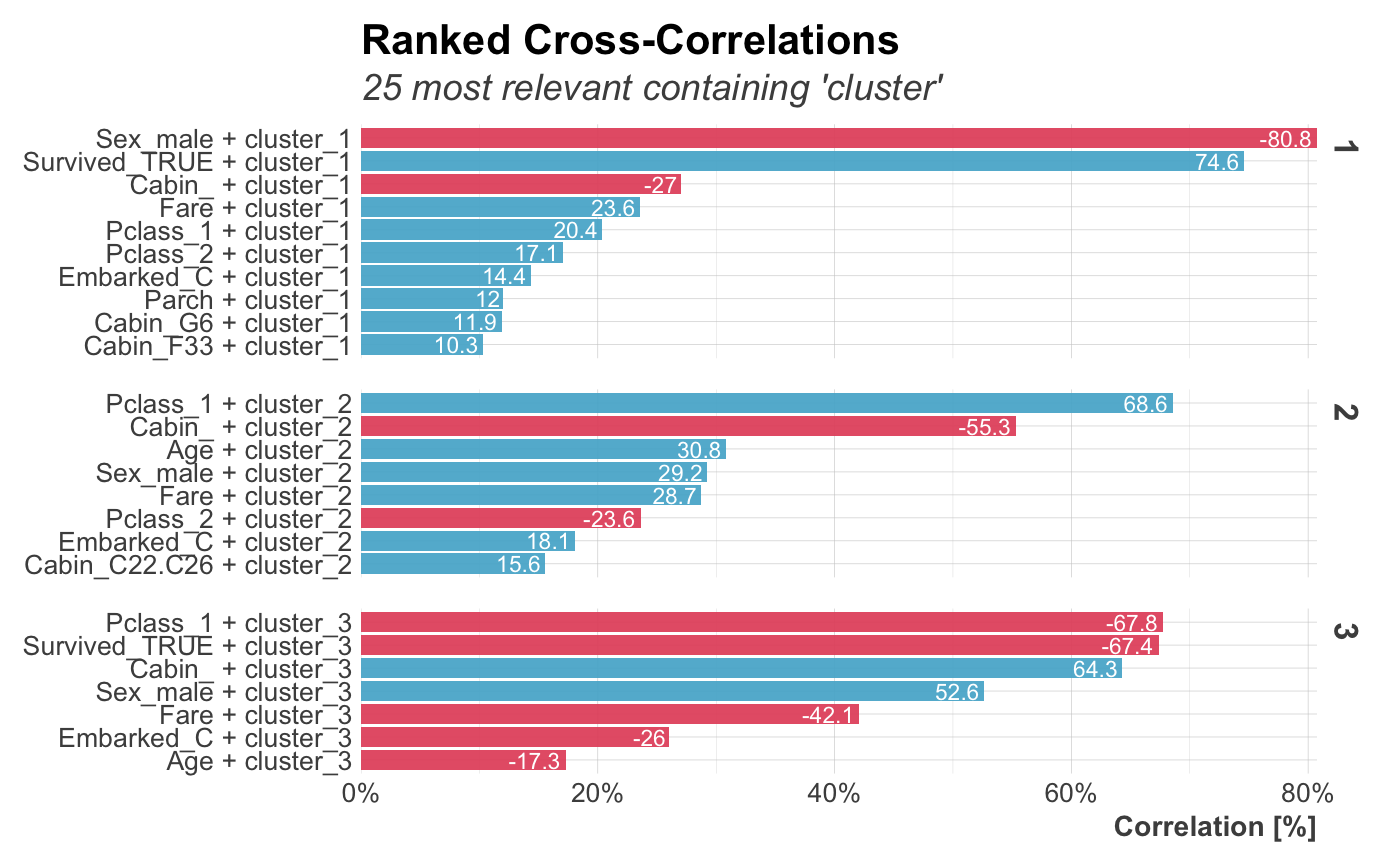 Ranked Cross-Correlations
25 most relevant containing 'cluster'
Sex_male + cluster_1 -80.8
Survived_TRUE + cluster_1 74.6
Cabin_ + cluster_1 -27
Fare + cluster_1 23.6
Pclass_1 + cluster_1 20.4
Pclass_2 + cluster_1 17.1
Embarked_C + cluster_1 14.4
Parch + cluster_1 12
Cabin_G6 + cluster_1 11.9
Cabin_F33 + cluster_1 10.3
1
Pclass_1 + cluster_2 68.6
Cabin_ + cluster_2 -55.3
Age + cluster_2 30.8
Sex_male + cluster_2 29.2
Fare + cluster_2 28.7
Pclass_2 + cluster_2 -23.6
Embarked_C + cluster_2 18.1
Cabin_C22.C26 + cluster_2 15.6
2
Pclass_1 + cluster_3 -67.8
Survived_TRUE + cluster_3 -67.4
Cabin_ + cluster_3 64.3
Sex_male + cluster_3 52.6
Fare + cluster_3 -42.1
Embarked_C + cluster_3 -26
Age + cluster_3 -17.3
3
0% 20% 40% 60% 80%
Correlation [%]